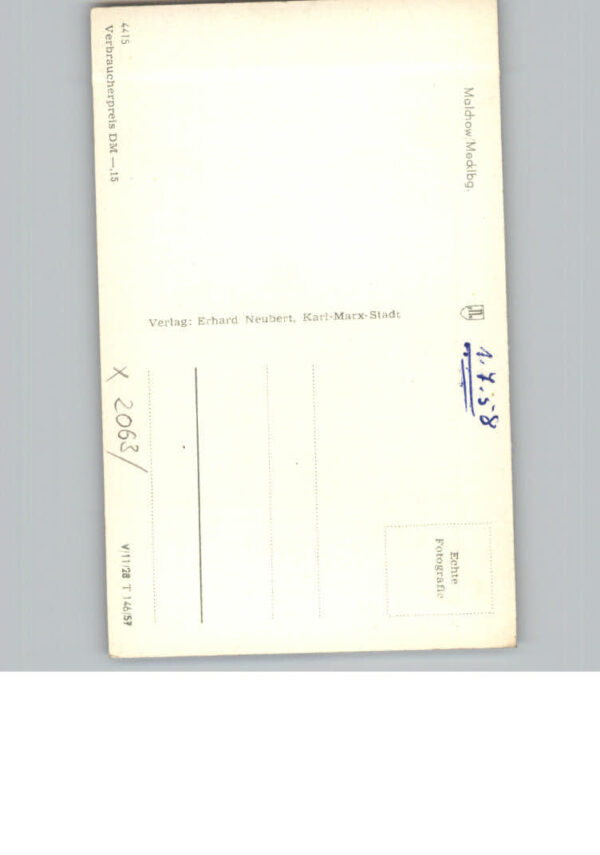 Malchow/Mecklbg.
1.7.58
Echte
Fotografie
Verlag: Erhard Neubert, Karl-Marx-Stadt
4415
Verbraucherpreis DM —.15
X 2063/
V/11/28 T 146/57